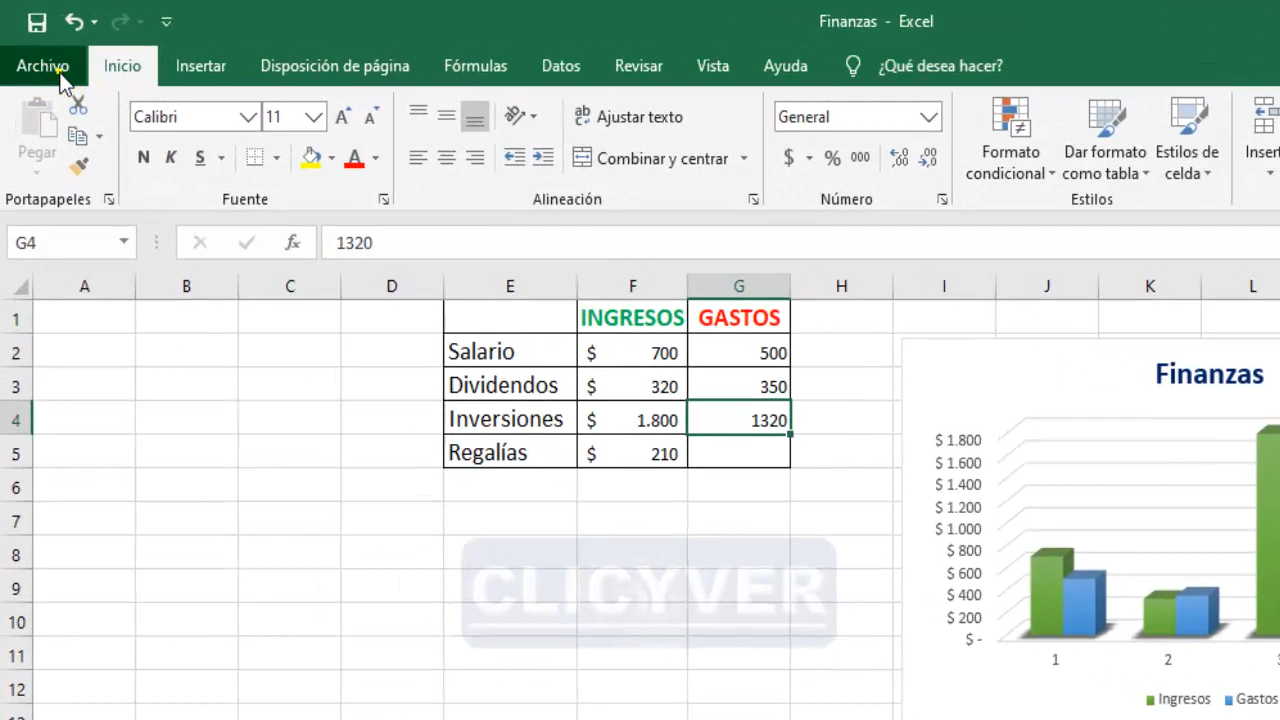 Finanzas - Excel
Archivo Inicio Insertar Disposición de página Fórmulas Datos Revisar Vista Ayuda ¿Qué desea hacer?
Pegar
Calibri 11 A A
N K S A
ab Ajustar texto
Combinar y centrar
General
$ % 000
Formato condicional
Dar formato como tabla
Estilos de celda
Insert
Portapapeles Fuente Alineación Número Estilos
G4 fx 1320
A B C D E F G H I J K L
1 INGRESOS GASTOS
2 Salario $ 700 500
3 Dividendos $ 320 350
4 Inversiones $ 1.800 1320
5 Regalías $ 210
6
7
8
9
10
11
12
CLICYVER
Finanzas
$ 1.800
$ 1.600
$ 1.400
$ 1.200
$ 1.000
$ 800
$ 600
$ 400
$ 200
$ -
1 2
Ingresos Gastos